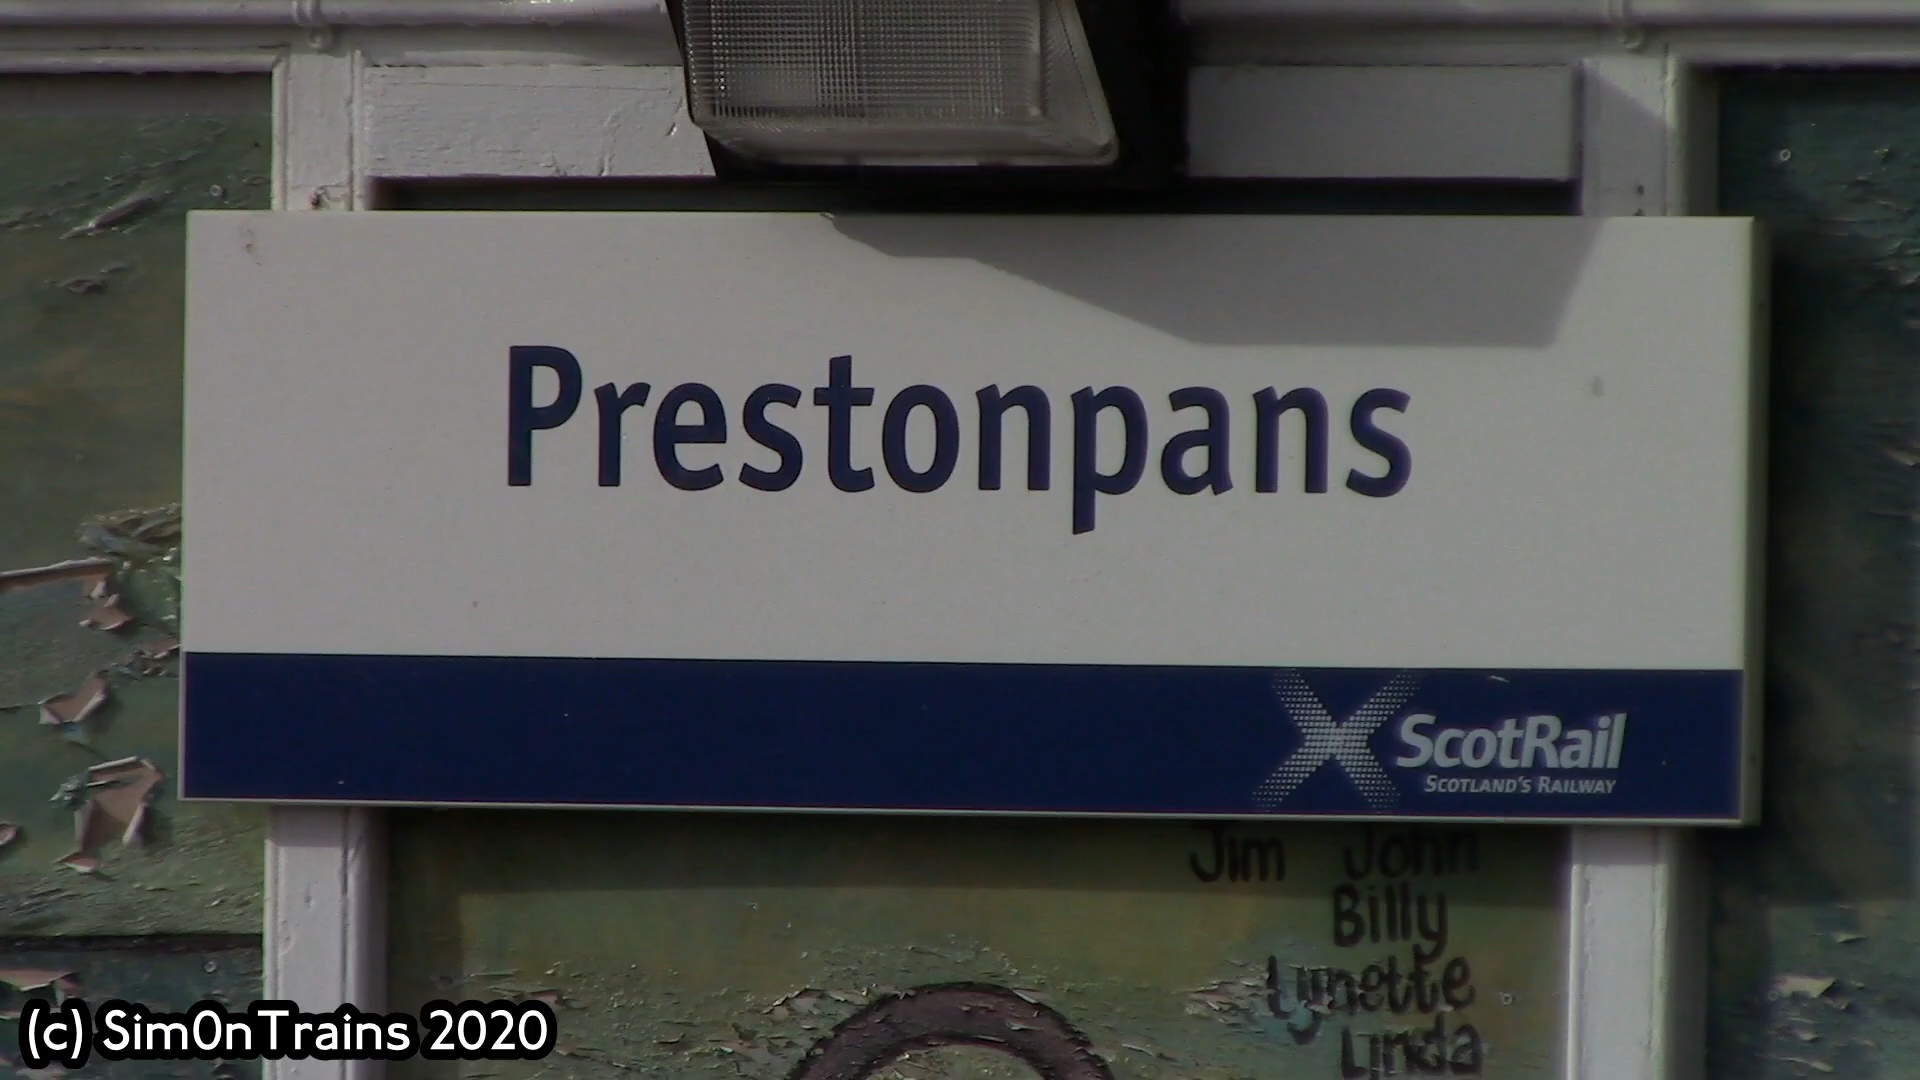 Prestonpans
ScotRail
SCOTLAND'S RAILWAY
Jim John
Billy
Lynette
Linda
(c) Sim0nTrains 2020